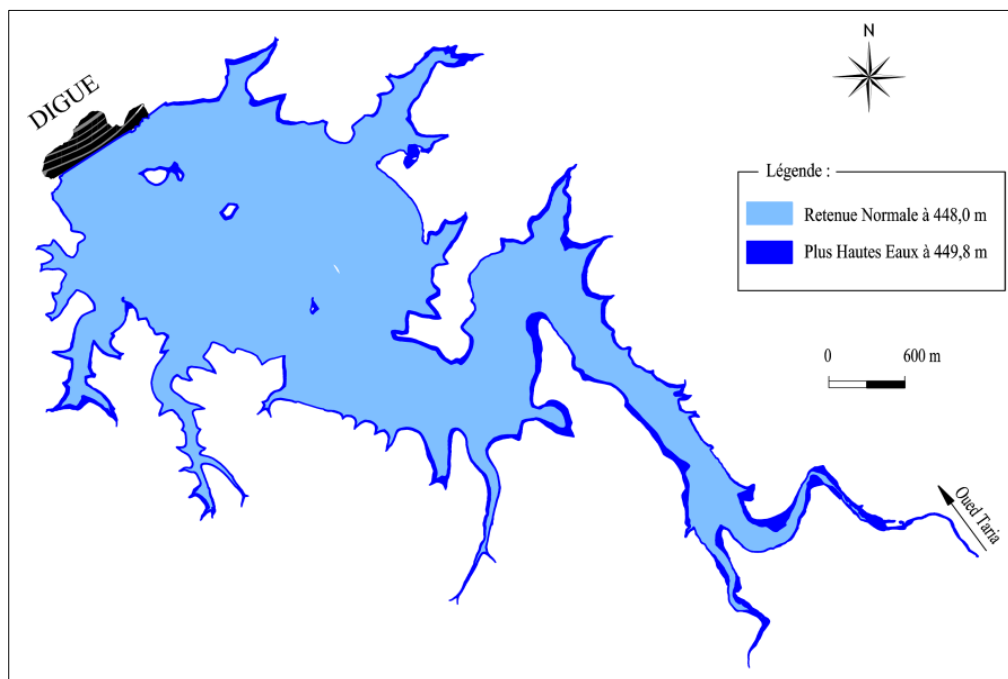 DIGUE
N
Légende :
Retenue Normale à 448,0 m
Plus Hautes Eaux à 449,8 m
0 600 m
Oued Taria